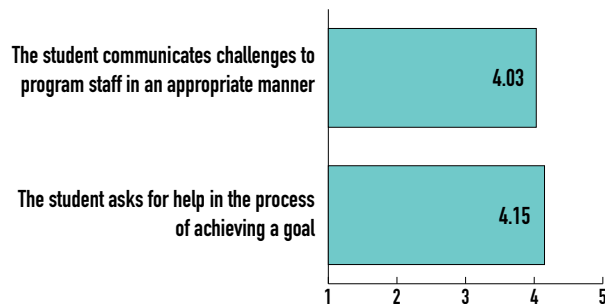 The student communicates challenges to
program staff in an appropriate manner
4.03
The student asks for help in the process
of achieving a goal
4.15
1 2 3 4 5